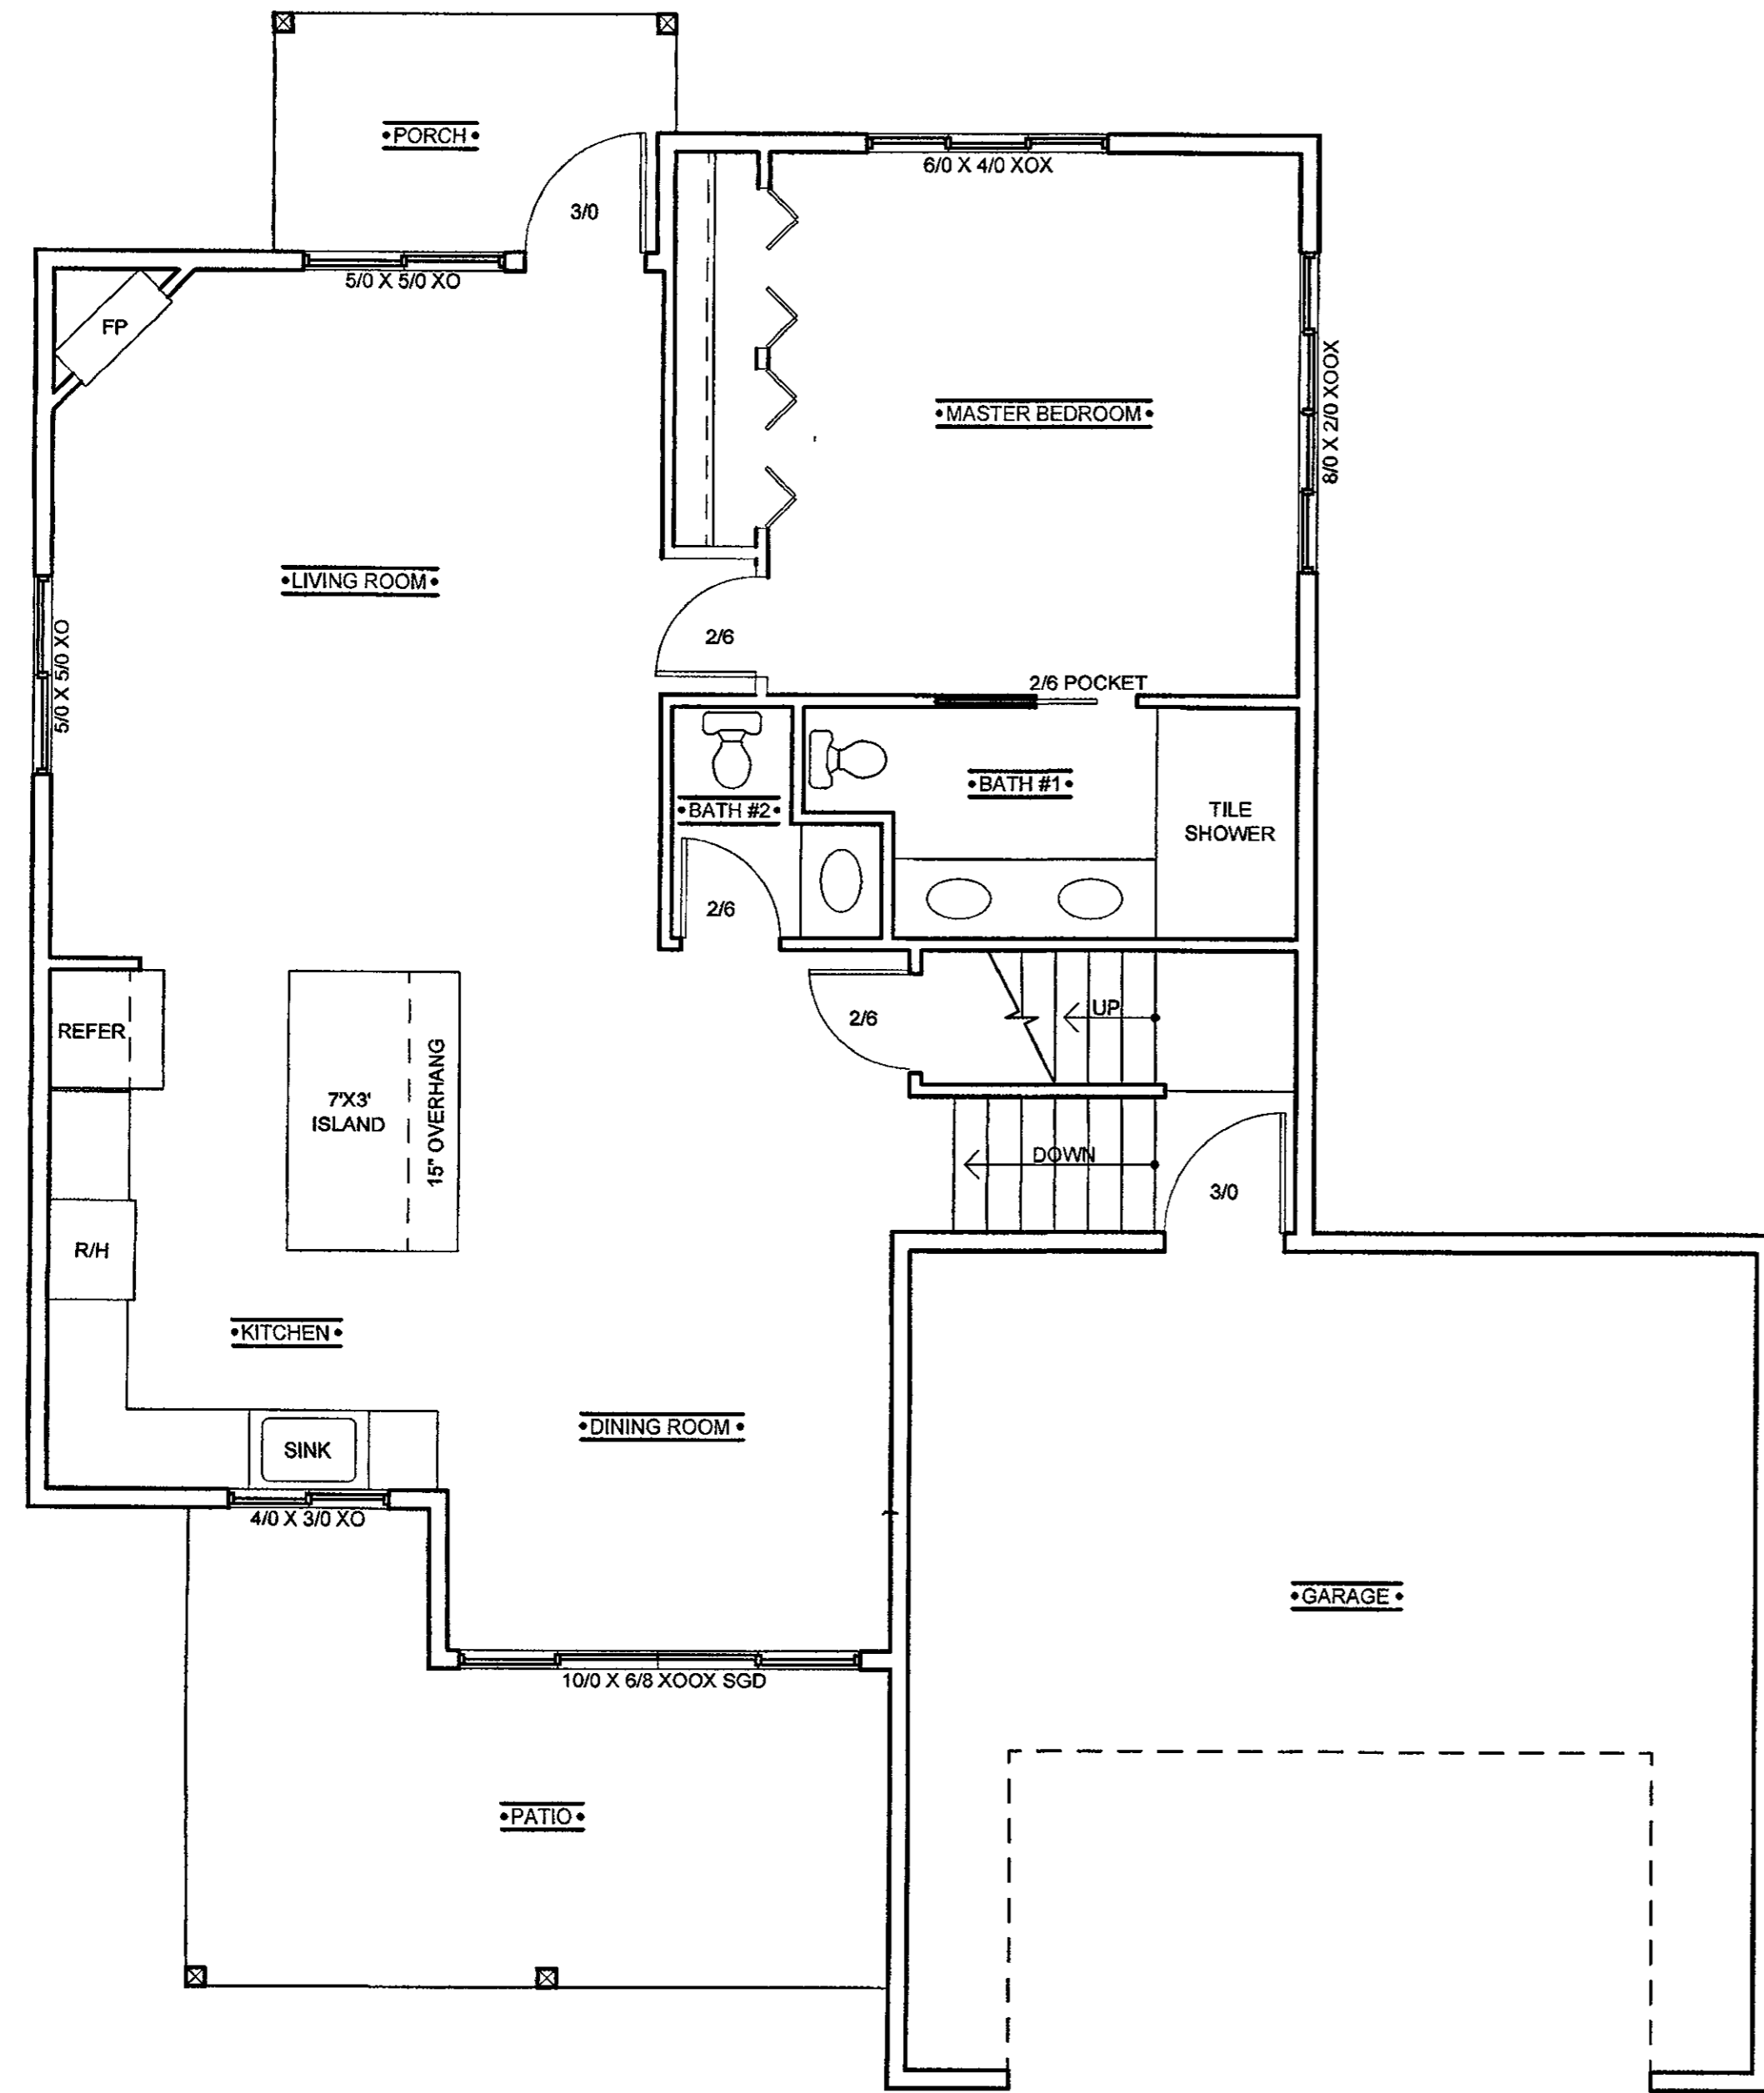 •PORCH•
6/0 X 4/0 XOX
3/0
5/0 X 5/0 XO
FP
8/0 X 2/0 XOOX
•MASTER BEDROOM•
•LIVING ROOM•
5/0 X 5/0 XO
2/6
2/6 POCKET
•BATH #1•
•BATH #2•
TILE
SHOWER
2/6
REFER
2/6
UP
7'X3'
ISLAND
15" OVERHANG
DOWN
3/0
R/H
•KITCHEN•
•DINING ROOM•
SINK
4/0 X 3/0 XO
•GARAGE•
10/0 X 6/8 XOOX SGD
•PATIO•